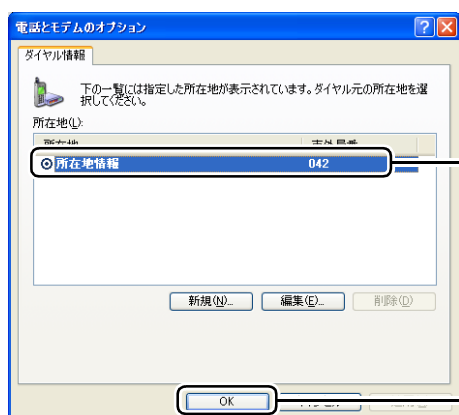 電話とモデムのオプション
ダイヤル情報
下の一覧には指定した所在地が表示されています。ダイヤル元の所在地を選
択してください。
所在地(L):
所在地情報 042
新規(N)... 編集(E)... 削除(D)
OK